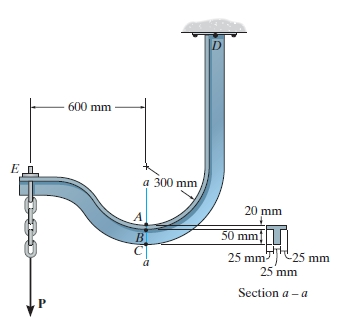 D
600 mm
E
a
300 mm
A
20 mm
B
50 mm
C
25 mm
25 mm
a
25 mm
Section a – a
P